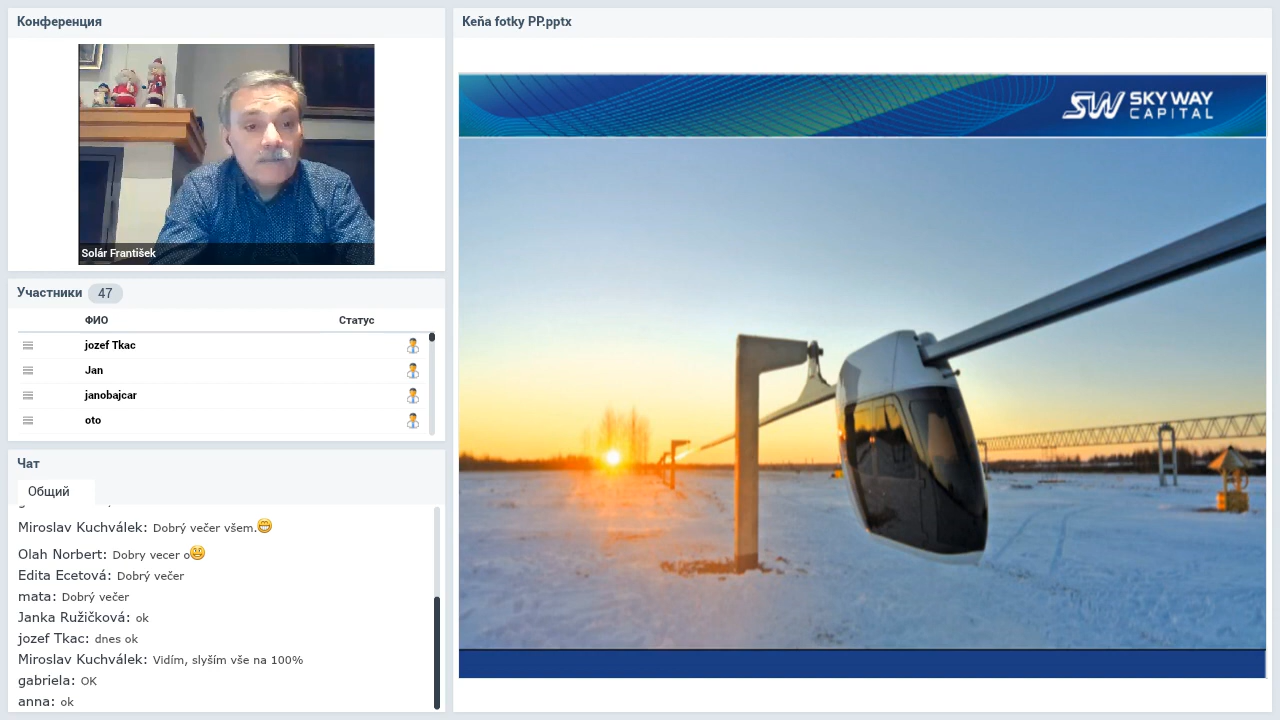 Конференция
Solár František
Участники 47
ФИО Статус
jozef Tkac
Jan
janobajcar
oto
Чат
Общий
Miroslav Kuchválek: Dobrý večer všem.
Olah Norbert: Dobry vecer o
Edita Ecetová: Dobrý večer
mata: Dobrý večer
Janka Ružičková: ok
jozef Tkac: dnes ok
Miroslav Kuchválek: Vidím, slyším vše na 100%
gabriela: OK
anna: ok
Keňa fotky PP.pptx
SW SKY WAY
CAPITAL